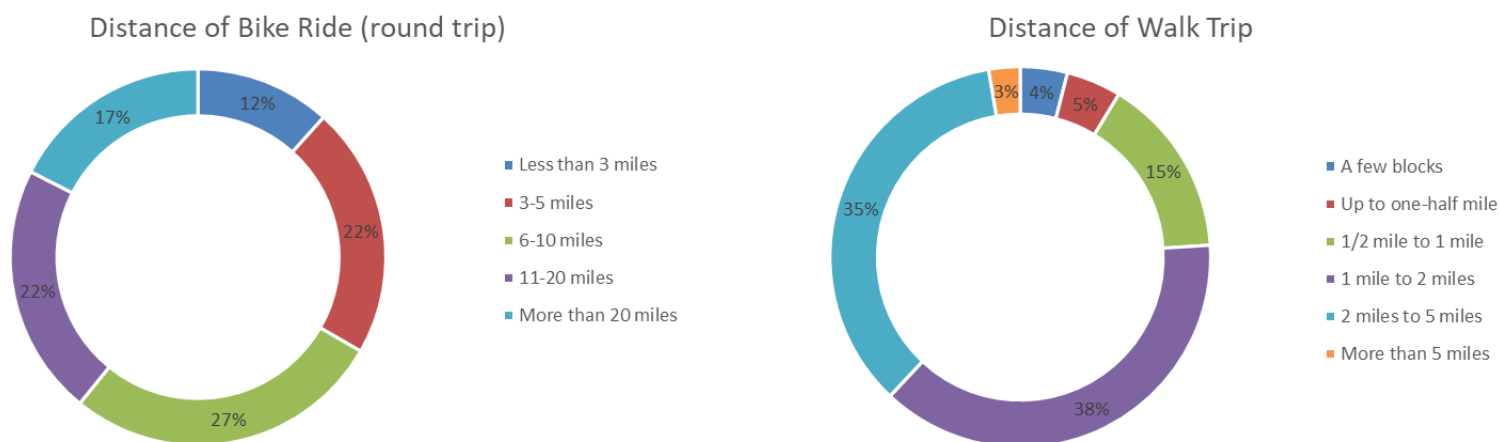 Distance of Bike Ride (round trip)
12%
22%
27%
22%
17%
Less than 3 miles
3-5 miles
6-10 miles
11-20 miles
More than 20 miles
Distance of Walk Trip
4%
5%
15%
38%
35%
3%
A few blocks
Up to one-half mile
1/2 mile to 1 mile
1 mile to 2 miles
2 miles to 5 miles
More than 5 miles